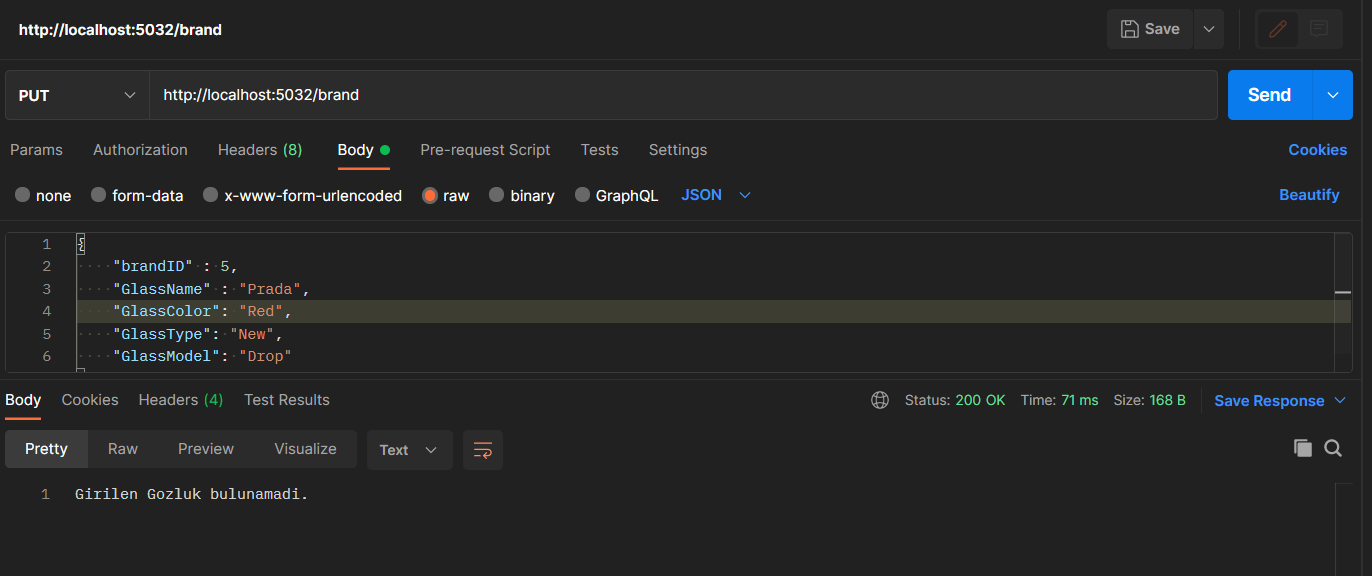 http://localhost:5032/brand
Save
PUT
http://localhost:5032/brand
Send
Params Authorization Headers (8) Body Pre-request Script Tests Settings Cookies
none form-data x-www-form-urlencoded raw binary GraphQL JSON Beautify
1 {
2 "brandID" : 5,
3 "GlassName" : "Prada",
4 "GlassColor": "Red",
5 "GlassType": "New",
6 "GlassModel": "Drop"
Body Cookies Headers (4) Test Results Status: 200 OK Time: 71 ms Size: 168 B Save Response
Pretty Raw Preview Visualize Text
1 Girilen Gozluk bulunamadi.